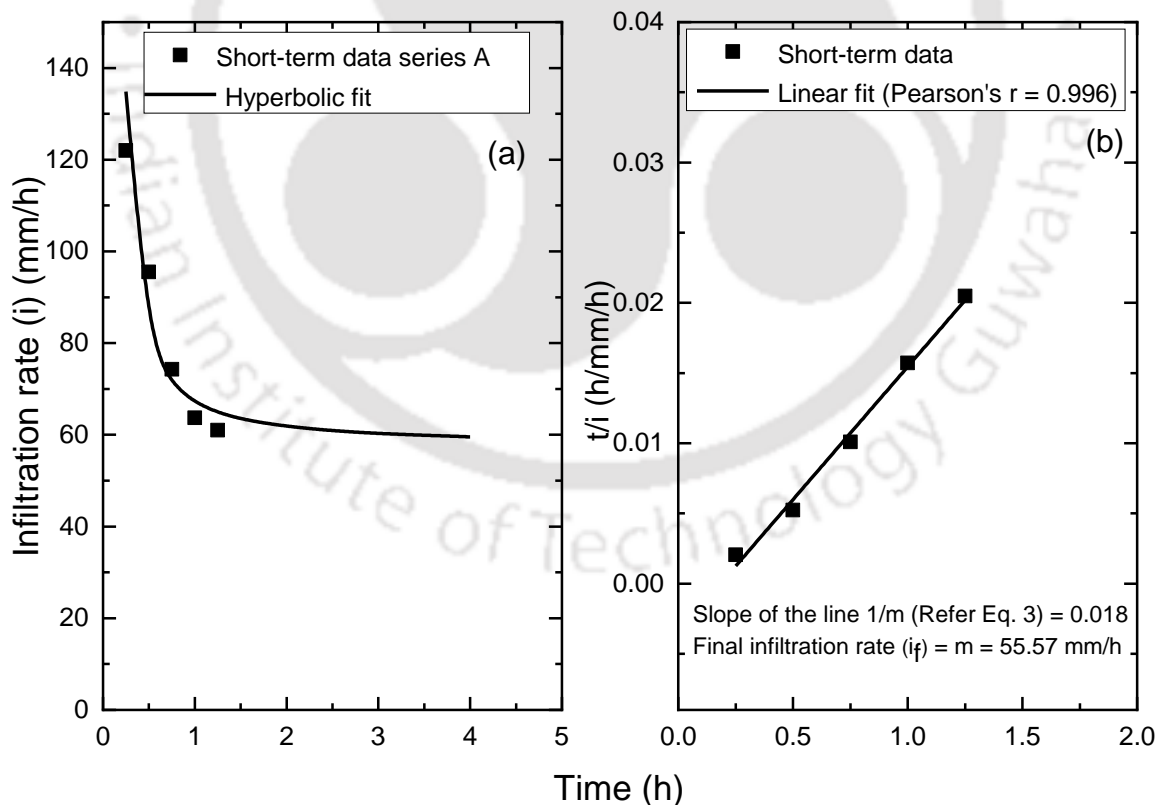 Short-term data series A
Hyperbolic fit
(a)
Infiltration rate (i) (mm/h)
140
120
100
80
60
40
20
0
0 1 2 3 4 5
Short-term data
Linear fit (Pearson's r = 0.996)
(b)
t/i (h/mm/h)
0.04
0.03
0.02
0.01
0.00
Slope of the line 1/m (Refer Eq. 3) = 0.018
Final infiltration rate (if) = m = 55.57 mm/h
0.0 0.5 1.0 1.5 2.0
Time (h)
Indian Institute of Technology Guwaha